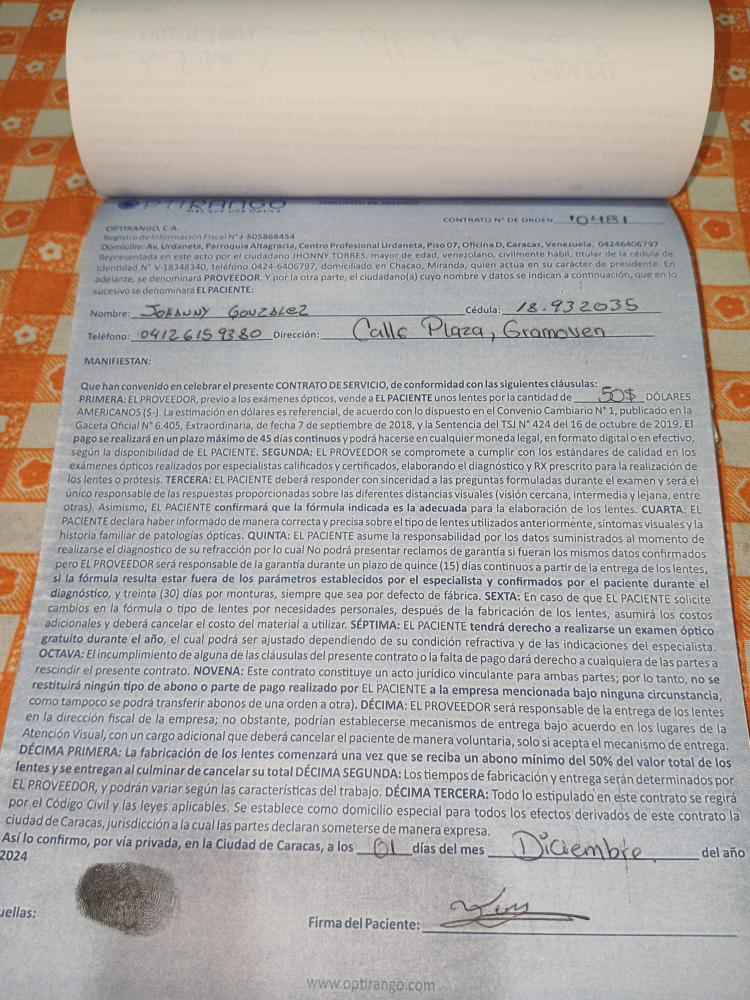 OPTIRANGO
CONTRATO N° DE ORDEN 10481
OPTIRANGO, C.A.
Registro de Información Fiscal N° J-505868454
Domicilio: Av. Urdaneta, Parroquia Altagracia, Centro Profesional Urdaneta, Piso 07, Oficina D, Caracas, Venezuela. 04246406797
Representada en este acto por el ciudadano JHONNY TORRES, mayor de edad, venezolano, civilmente hábil, titular de la cédula de
identidad N° V-18348340, teléfono 0424-6406797, domiciliado en Chacao, Miranda, quien actúa en su carácter de presidente. En
adelante, se denominará PROVEEDOR. Y por la otra parte, el ciudadano(a) cuyo nombre y datos se indican a continuación, que en lo
sucesivo se denominará EL PACIENTE:
Nombre: JOHANNY GONZALEZ Cédula: 18.932035
Teléfono: 04126159380 Dirección: Calle Plaza, Gramoven
MANIFIESTAN:
Que han convenido en celebrar el presente CONTRATO DE SERVICIO, de conformidad con las siguientes cláusulas:
PRIMERA: EL PROVEEDOR, previo a los exámenes ópticos, vende a EL PACIENTE unos lentes por la cantidad de 50$ DÓLARES
AMERICANOS ($-). La estimación en dólares es referencial, de acuerdo con lo dispuesto en el Convenio Cambiario N° 1, publicado en la
Gaceta Oficial N° 6.405, Extraordinaria, de fecha 7 de septiembre de 2018, y la Sentencia del TSJ N° 424 del 16 de octubre de 2019. El
pago se realizará en un plazo máximo de 45 días continuos y podrá hacerse en cualquier moneda legal, en formato digital o en efectivo,
según la disponibilidad de EL PACIENTE. SEGUNDA: EL PROVEEDOR se compromete a cumplir con los estándares de calidad en los
exámenes ópticos realizados por especialistas calificados y certificados, elaborando el diagnóstico y RX prescrito para la realización de
los lentes o prótesis. TERCERA: EL PACIENTE deberá responder con sinceridad a las preguntas formuladas durante el examen y será el
único responsable de las respuestas proporcionadas sobre las diferentes distancias visuales (visión cercana, intermedia y lejana, entre
otras). Asimismo, EL PACIENTE confirmará que la fórmula indicada es la adecuada para la elaboración de los lentes. CUARTA: EL
PACIENTE declara haber informado de manera correcta y precisa sobre el tipo de lentes utilizados anteriormente, síntomas visuales y la
historia familiar de patologías ópticas. QUINTA: EL PACIENTE asume la responsabilidad por los datos suministrados al momento de
realizarse el diagnostico de su refracción por lo cual No podrá presentar reclamos de garantía si fueran los mismos datos confirmados
pero EL PROVEEDOR será responsable de la garantía durante un plazo de quince (15) días continuos a partir de la entrega de los lentes,
si la fórmula resulta estar fuera de los parámetros establecidos por el especialista y confirmados por el paciente durante el
diagnóstico, y treinta (30) días por monturas, siempre que sea por defecto de fábrica. SEXTA: En caso de que EL PACIENTE solicite
cambios en la fórmula o tipo de lentes por necesidades personales, después de la fabricación de los lentes, asumirá los costos
adicionales y deberá cancelar el costo del material a utilizar. SÉPTIMA: EL PACIENTE tendrá derecho a realizarse un examen óptico
gratuito durante el año, el cual podrá ser ajustado dependiendo de su condición refractiva y de las indicaciones del especialista.
OCTAVA: El incumplimiento de alguna de las cláusulas del presente contrato o la falta de pago dará derecho a cualquiera de las partes a
rescindir el presente contrato. NOVENA: Este contrato constituye un acto jurídico vinculante para ambas partes; por lo tanto, no se
restituirá ningún tipo de abono o parte de pago realizado por EL PACIENTE a la empresa mencionada bajo ninguna circunstancia,
como tampoco se podrá transferir abonos de una orden a otra). DÉCIMA: EL PROVEEDOR será responsable de la entrega de los lentes
en la dirección fiscal de la empresa; no obstante, podrían establecerse mecanismos de entrega bajo acuerdo en los lugares de la
Atención Visual, con un cargo adicional que deberá cancelar el paciente de manera voluntaria, solo si acepta el mecanismo de entrega.
DÉCIMA PRIMERA: La fabricación de los lentes comenzará una vez que se reciba un abono mínimo del 50% del valor total de los
lentes y se entregan al culminar de cancelar su total DÉCIMA SEGUNDA: Los tiempos de fabricación y entrega serán determinados por
EL PROVEEDOR, y podrán variar según las características del trabajo. DÉCIMA TERCERA: Todo lo estipulado en este contrato se regirá
por el Código Civil y las leyes aplicables. Se establece como domicilio especial para todos los efectos derivados de este contrato la
ciudad de Caracas, jurisdicción a la cual las partes declaran someterse de manera expresa.
Así lo confirmo, por vía privada, en la Ciudad de Caracas, a los 01 días del mes Diciembre del año
2024
uellas:
Firma del Paciente:
www.optirango.com